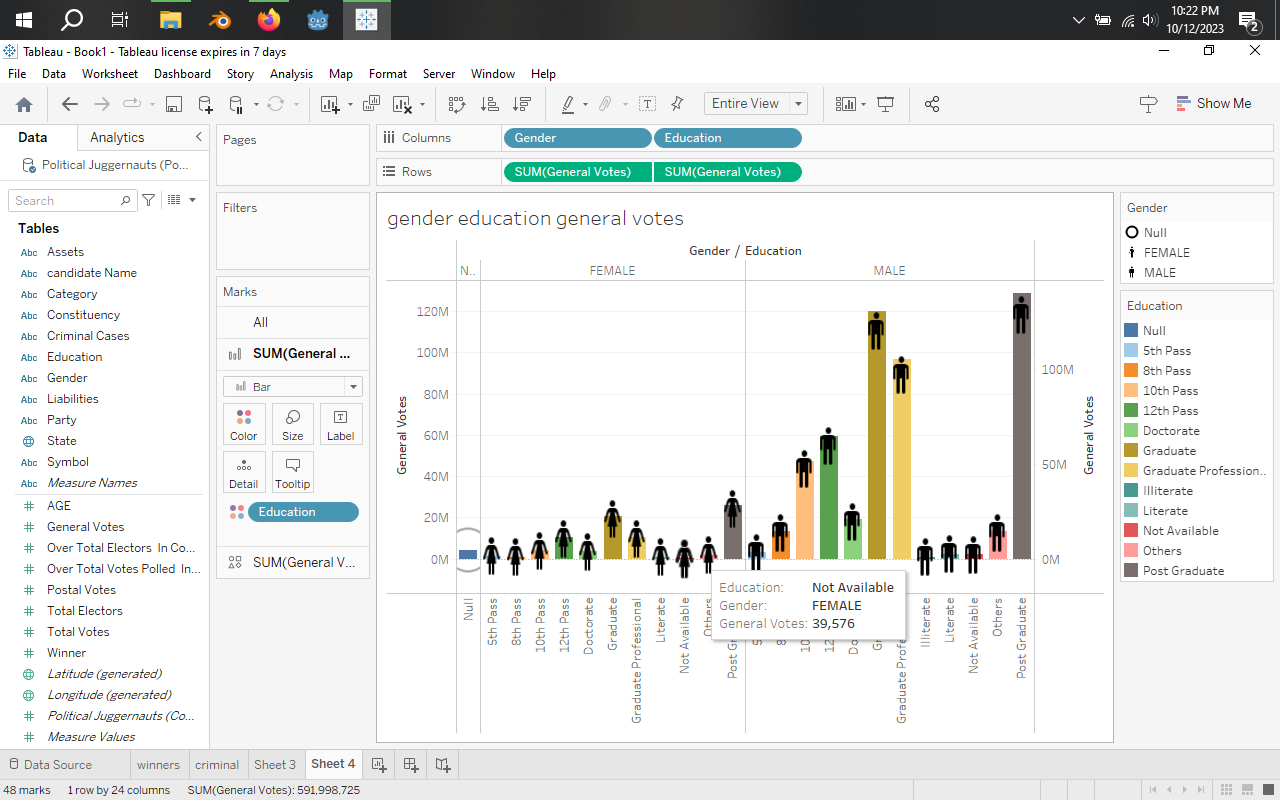 10:22 PM
10/12/2023
2
Tableau - Book1 - Tableau license expires in 7 days
File Data Worksheet Dashboard Story Analysis Map Format Server Window Help
Entire View
Show Me
Data Analytics
Political Juggernauts (Po...
Search
Tables
Abc Assets
Abc candidate Name
Abc Category
Abc Constituency
Abc Criminal Cases
Abc Education
Abc Gender
Abc Liabilities
Abc Party
State
Abc Symbol
Abc Measure Names
# AGE
# General Votes
# Over Total Electors In Co...
# Over Total Votes Polled In...
# Postal Votes
# Total Electors
# Total Votes
# Winner
Latitude (generated)
Longitude (generated)
# Political Juggernauts (Co...
# Measure Values
Pages
Filters
Marks
All
SUM(General ...
Bar
Color Size Label
Detail Tooltip
Education
SUM(General V...
Columns Gender Education
Rows SUM(General Votes) SUM(General Votes)
gender education general votes
Gender / Education
N.. FEMALE MALE
General Votes
120M
100M
80M
60M
40M
20M
0M
100M
50M
0M
General Votes
Null
5th Pass
8th Pass
10th Pass
12th Pass
Doctorate
Graduate
Graduate Professional
Literate
Not Available
Others
Post
Illiterate
Literate
Not Available
Others
Post Graduate
Education: Not Available
Gender: FEMALE
General Votes: 39,576
Gender
Null
FEMALE
MALE
Education
Null
5th Pass
8th Pass
10th Pass
12th Pass
Doctorate
Graduate
Graduate Profession..
Illiterate
Literate
Not Available
Others
Post Graduate
Data Source winners criminal Sheet 3 Sheet 4
48 marks 1 row by 24 columns SUM(General Votes): 591,998,725